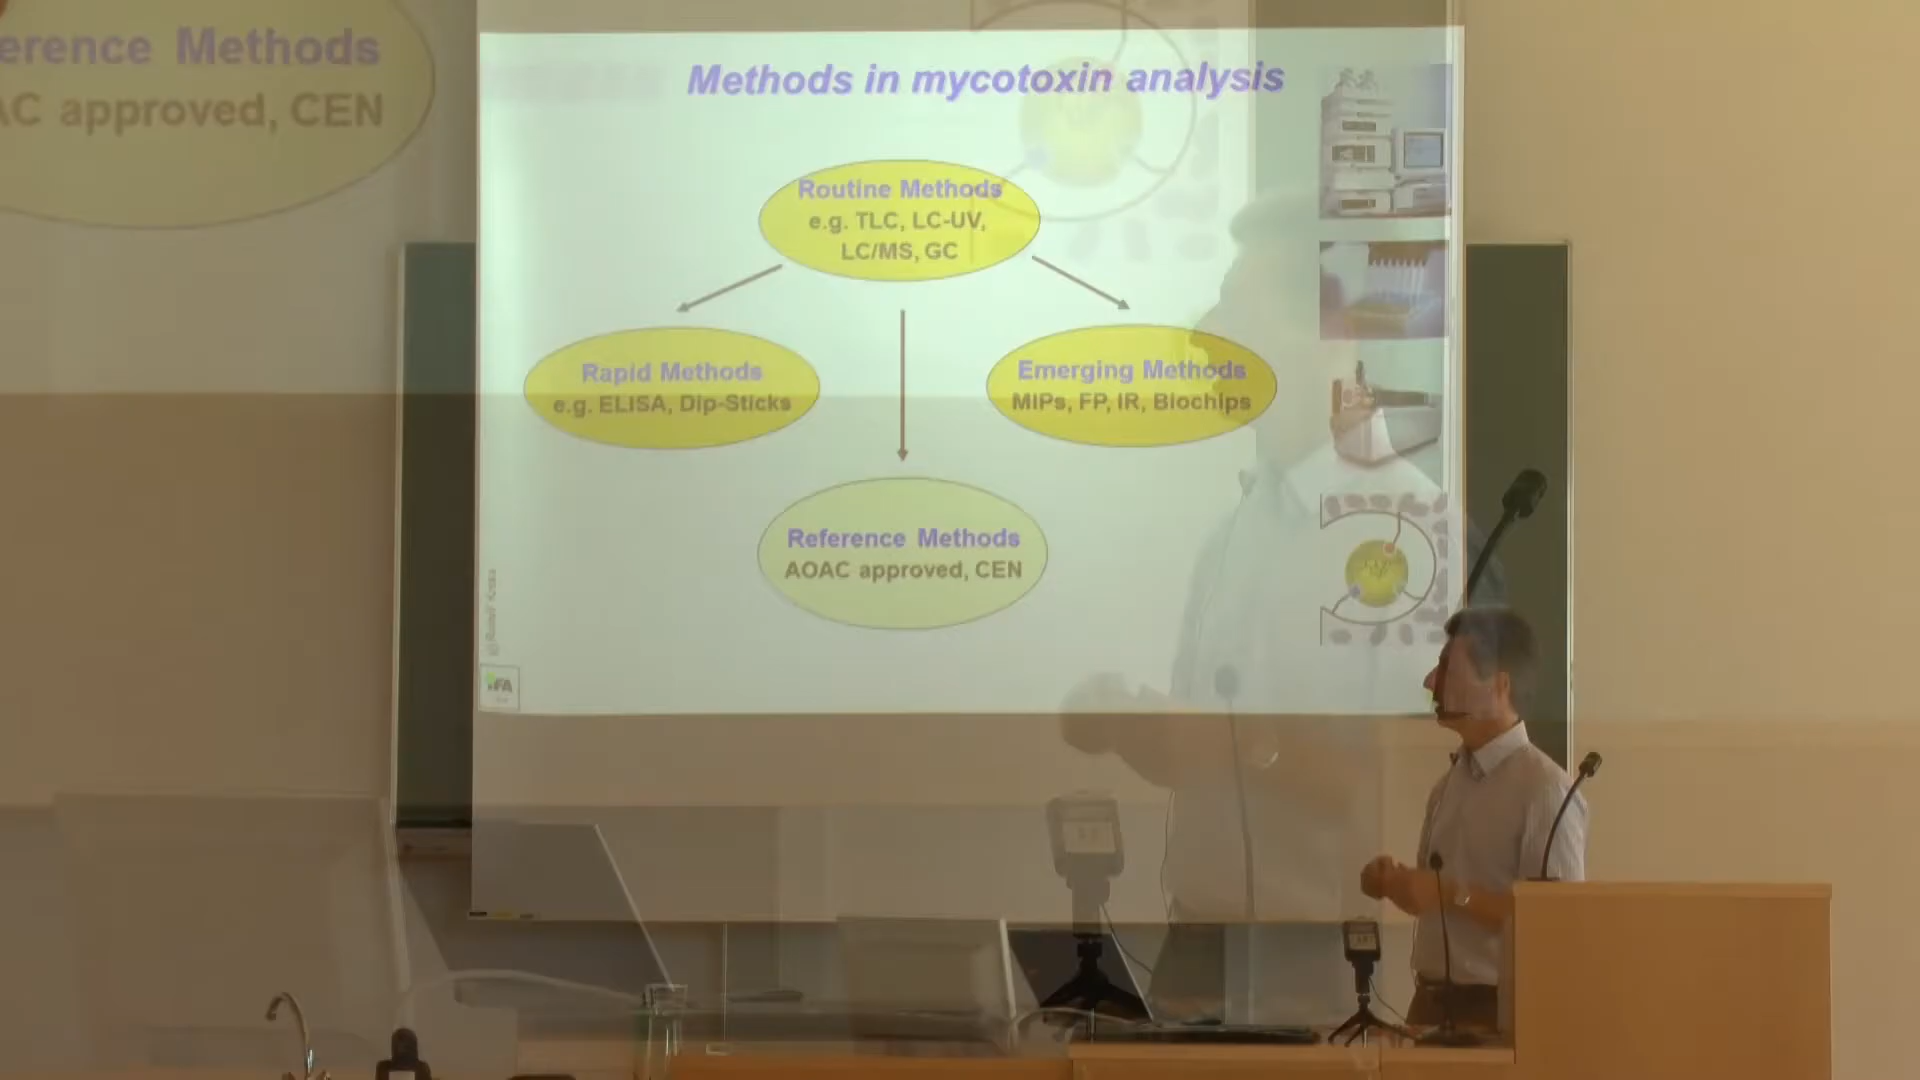 erence Methods
AC approved, CEN
Methods in mycotoxin analysis
Routine Methods
e.g. TLC, LC-UV,
LC/MS, GC
Rapid Methods
e.g. ELISA, Dip-Sticks
Emerging Methods
MIPs, FP, IR, Biochips
Reference Methods
AOAC approved, CEN
iFA